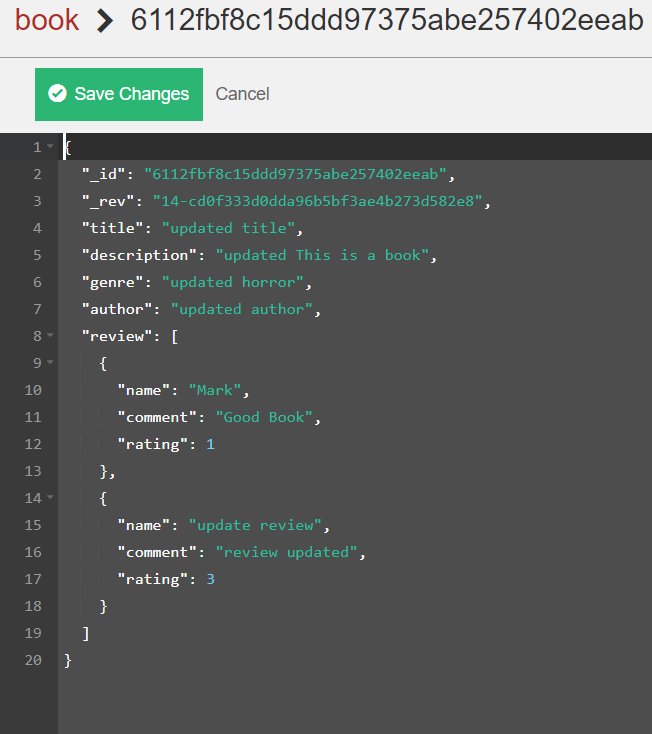 book > 6112fbf8c15ddd97375abe257402eeab
Save Changes Cancel
1 {
2 "_id": "6112fbf8c15ddd97375abe257402eeab",
3 "_rev": "14-cd0f333d0dda96b5bf3ae4b273d582e8",
4 "title": "updated title",
5 "description": "updated This is a book",
6 "genre": "updated horror",
7 "author": "updated author",
8 "review": [
9 {
10 "name": "Mark",
11 "comment": "Good Book",
12 "rating": 1
13 },
14 {
15 "name": "update review",
16 "comment": "review updated",
17 "rating": 3
18 }
19 ]
20 }